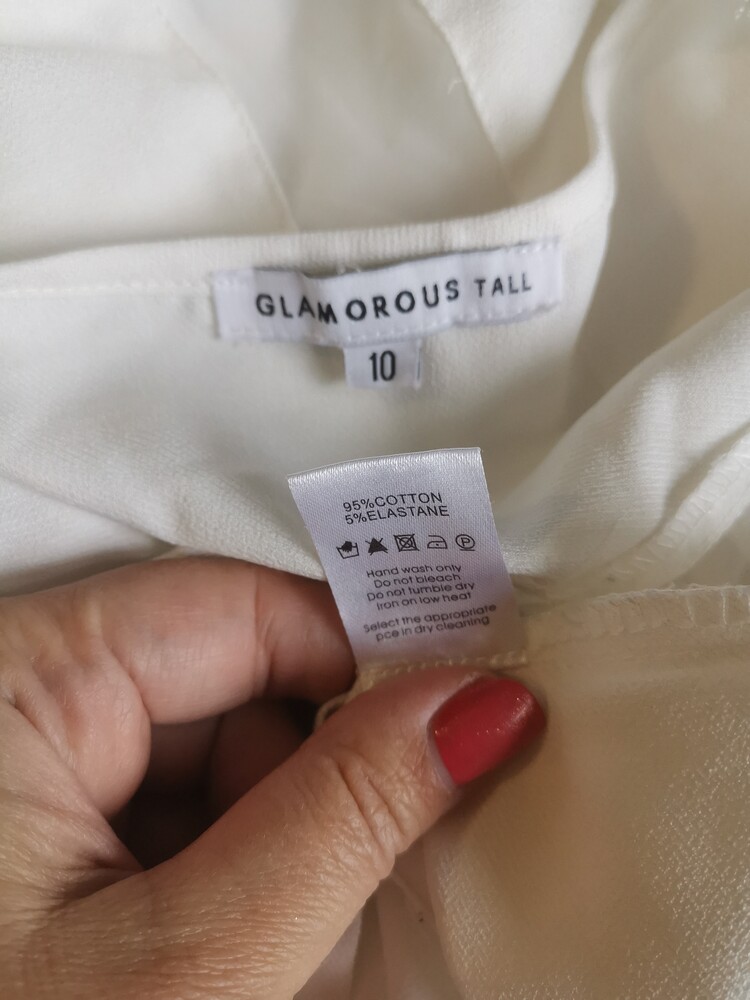 GLAMOROUS TALL
10
95%COTTON
5%ELASTANE
P
Hand wash only
Do not bleach
Do not tumble dry
Iron on low heat
Select the appropriate
pce in dry cleaning